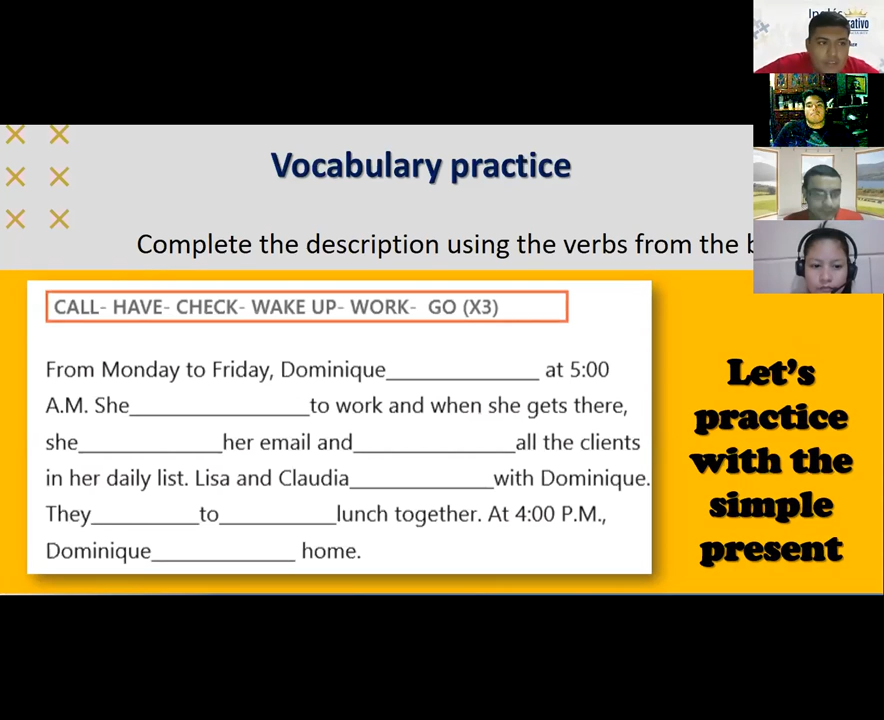 Inglés
Vocabulary practice
Complete the description using the verbs from the
CALL- HAVE- CHECK- WAKE UP- WORK- GO (X3)
From Monday to Friday, Dominique______________ at 5:00
A.M. She_________________to work and when she gets there,
she_____________her email and_______________all the clients
in her daily list. Lisa and Claudia_____________with Dominique.
They__________to___________lunch together. At 4:00 P.M.,
Dominique_____________ home.
Let's
practice
with the
simple
present